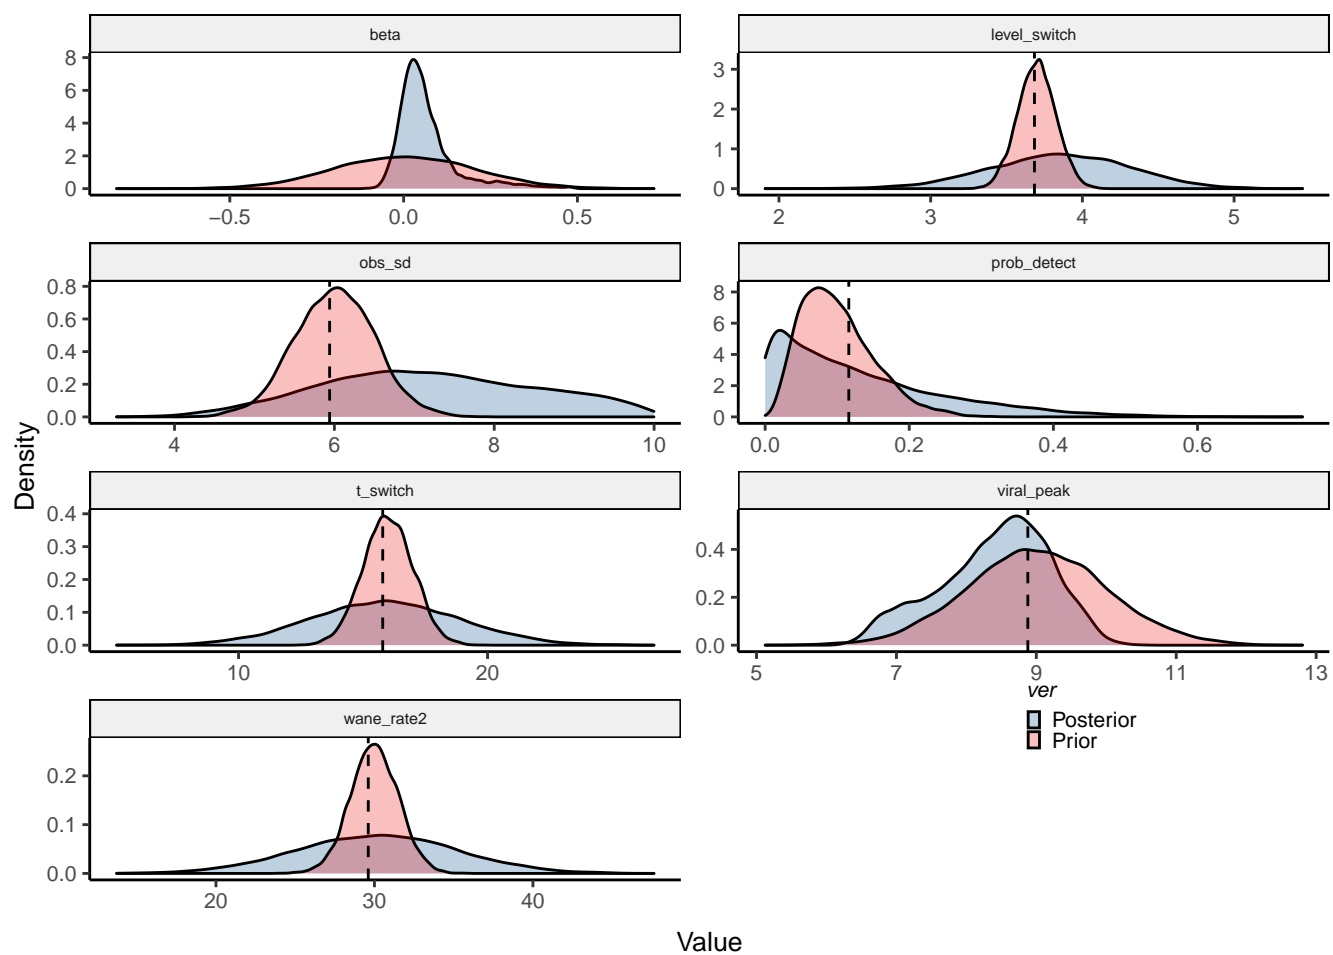 beta
8
6
4
2
0
−0.5 0.0 0.5
level_switch
3
2
1
0
2 3 4 5
obs_sd
0.8
0.6
0.4
0.2
0.0
4 6 8 10
prob_detect
8
6
4
2
0
0.0 0.2 0.4 0.6
t_switch
0.4
0.3
0.2
0.1
0.0
10 20
viral_peak
0.4
0.2
0.0
5 7 9 11 13
wane_rate2
0.2
0.1
0.0
20 30 40
ver
Posterior
Prior
Density
Value